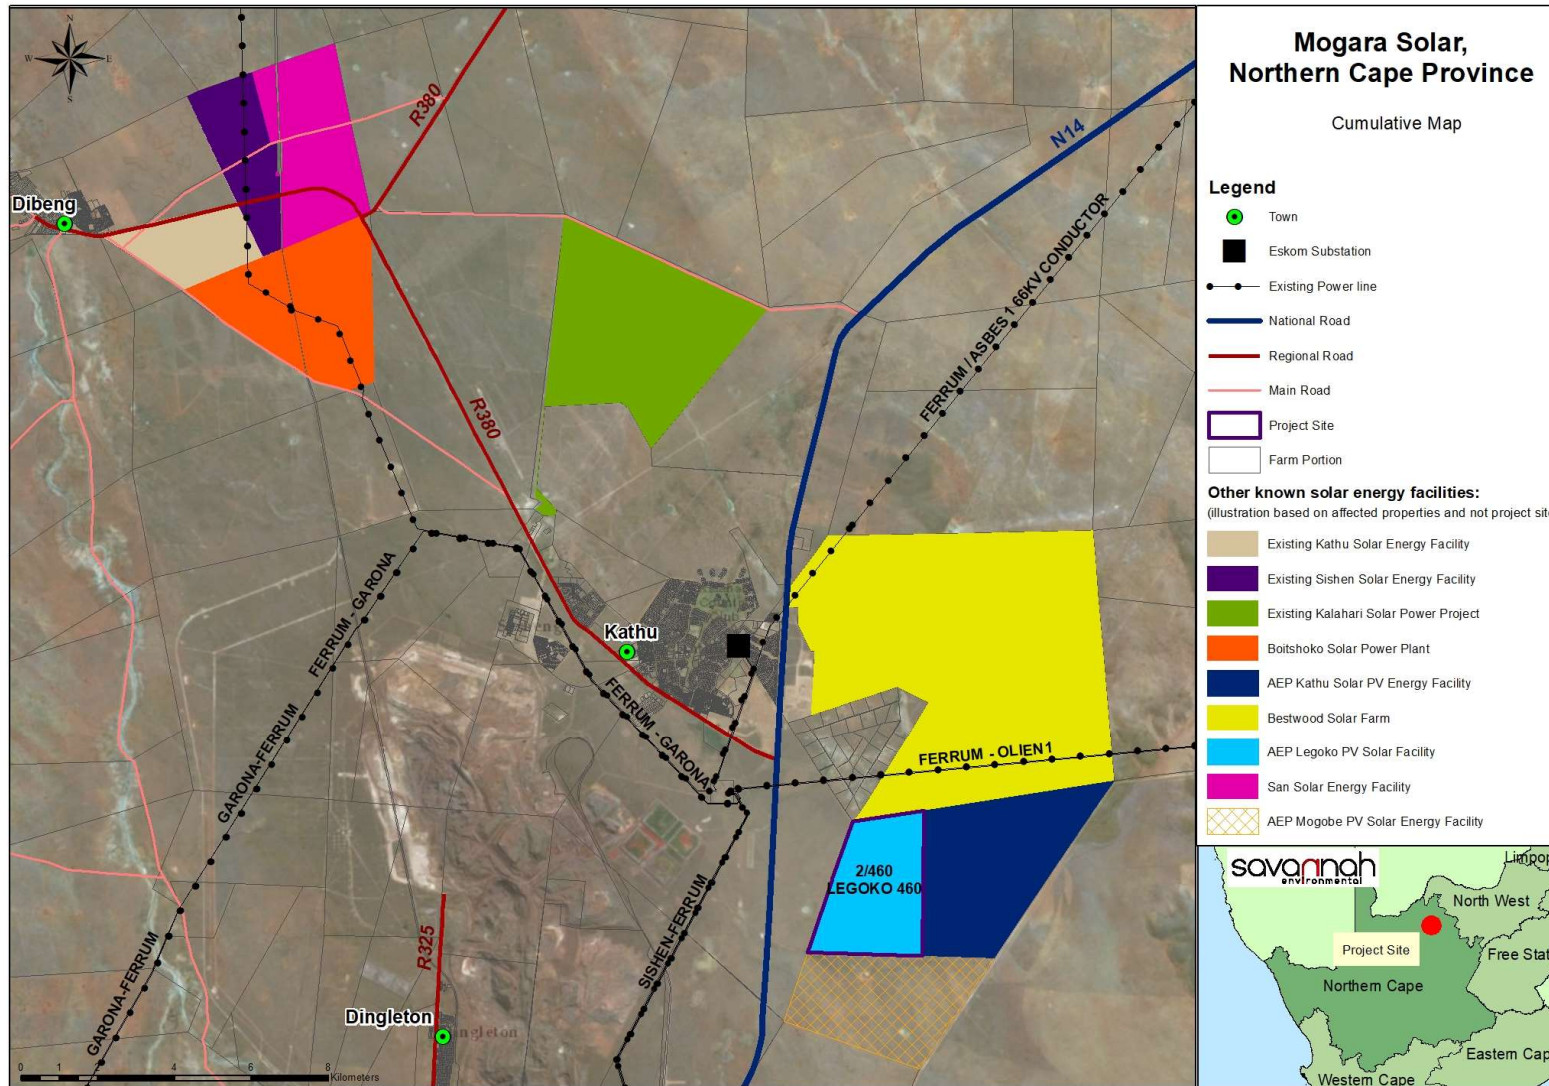 Mogara Solar,
Northern Cape Province
Cumulative Map
Legend
Town
Eskom Substation
Existing Power line
National Road
Regional Road
Main Road
Project Site
Farm Portion
Other known solar energy facilities:
(illustration based on affected properties and not project sit
Existing Kathu Solar Energy Facility
Existing Sishen Solar Energy Facility
Existing Kalahari Solar Power Project
Boitshoko Solar Power Plant
AEP Kathu Solar PV Energy Facility
Bestwood Solar Farm
AEP Legoko PV Solar Facility
San Solar Energy Facility
AEP Mogobe PV Solar Energy Facility
N
W E
S
R380
N14
Dibeng
FERRUM / ASBES 1 66KV CONDUCTOR
R380
FERRUM - GARONA
Kathu
GARONA-FERRUM
FERRUM - GARONA
FERRUM - OLIEN1
2/460
LEGOKO 460
R325
SISHEN-FERRUM
GARONA-FERRUM
Dingleton
ngleton
0 1 2 4 6 8
Kilometers
savannah
environmental
Limpop
North West
Project Site
Free Stat
Northern Cape
Eastern Cap
Western Cape